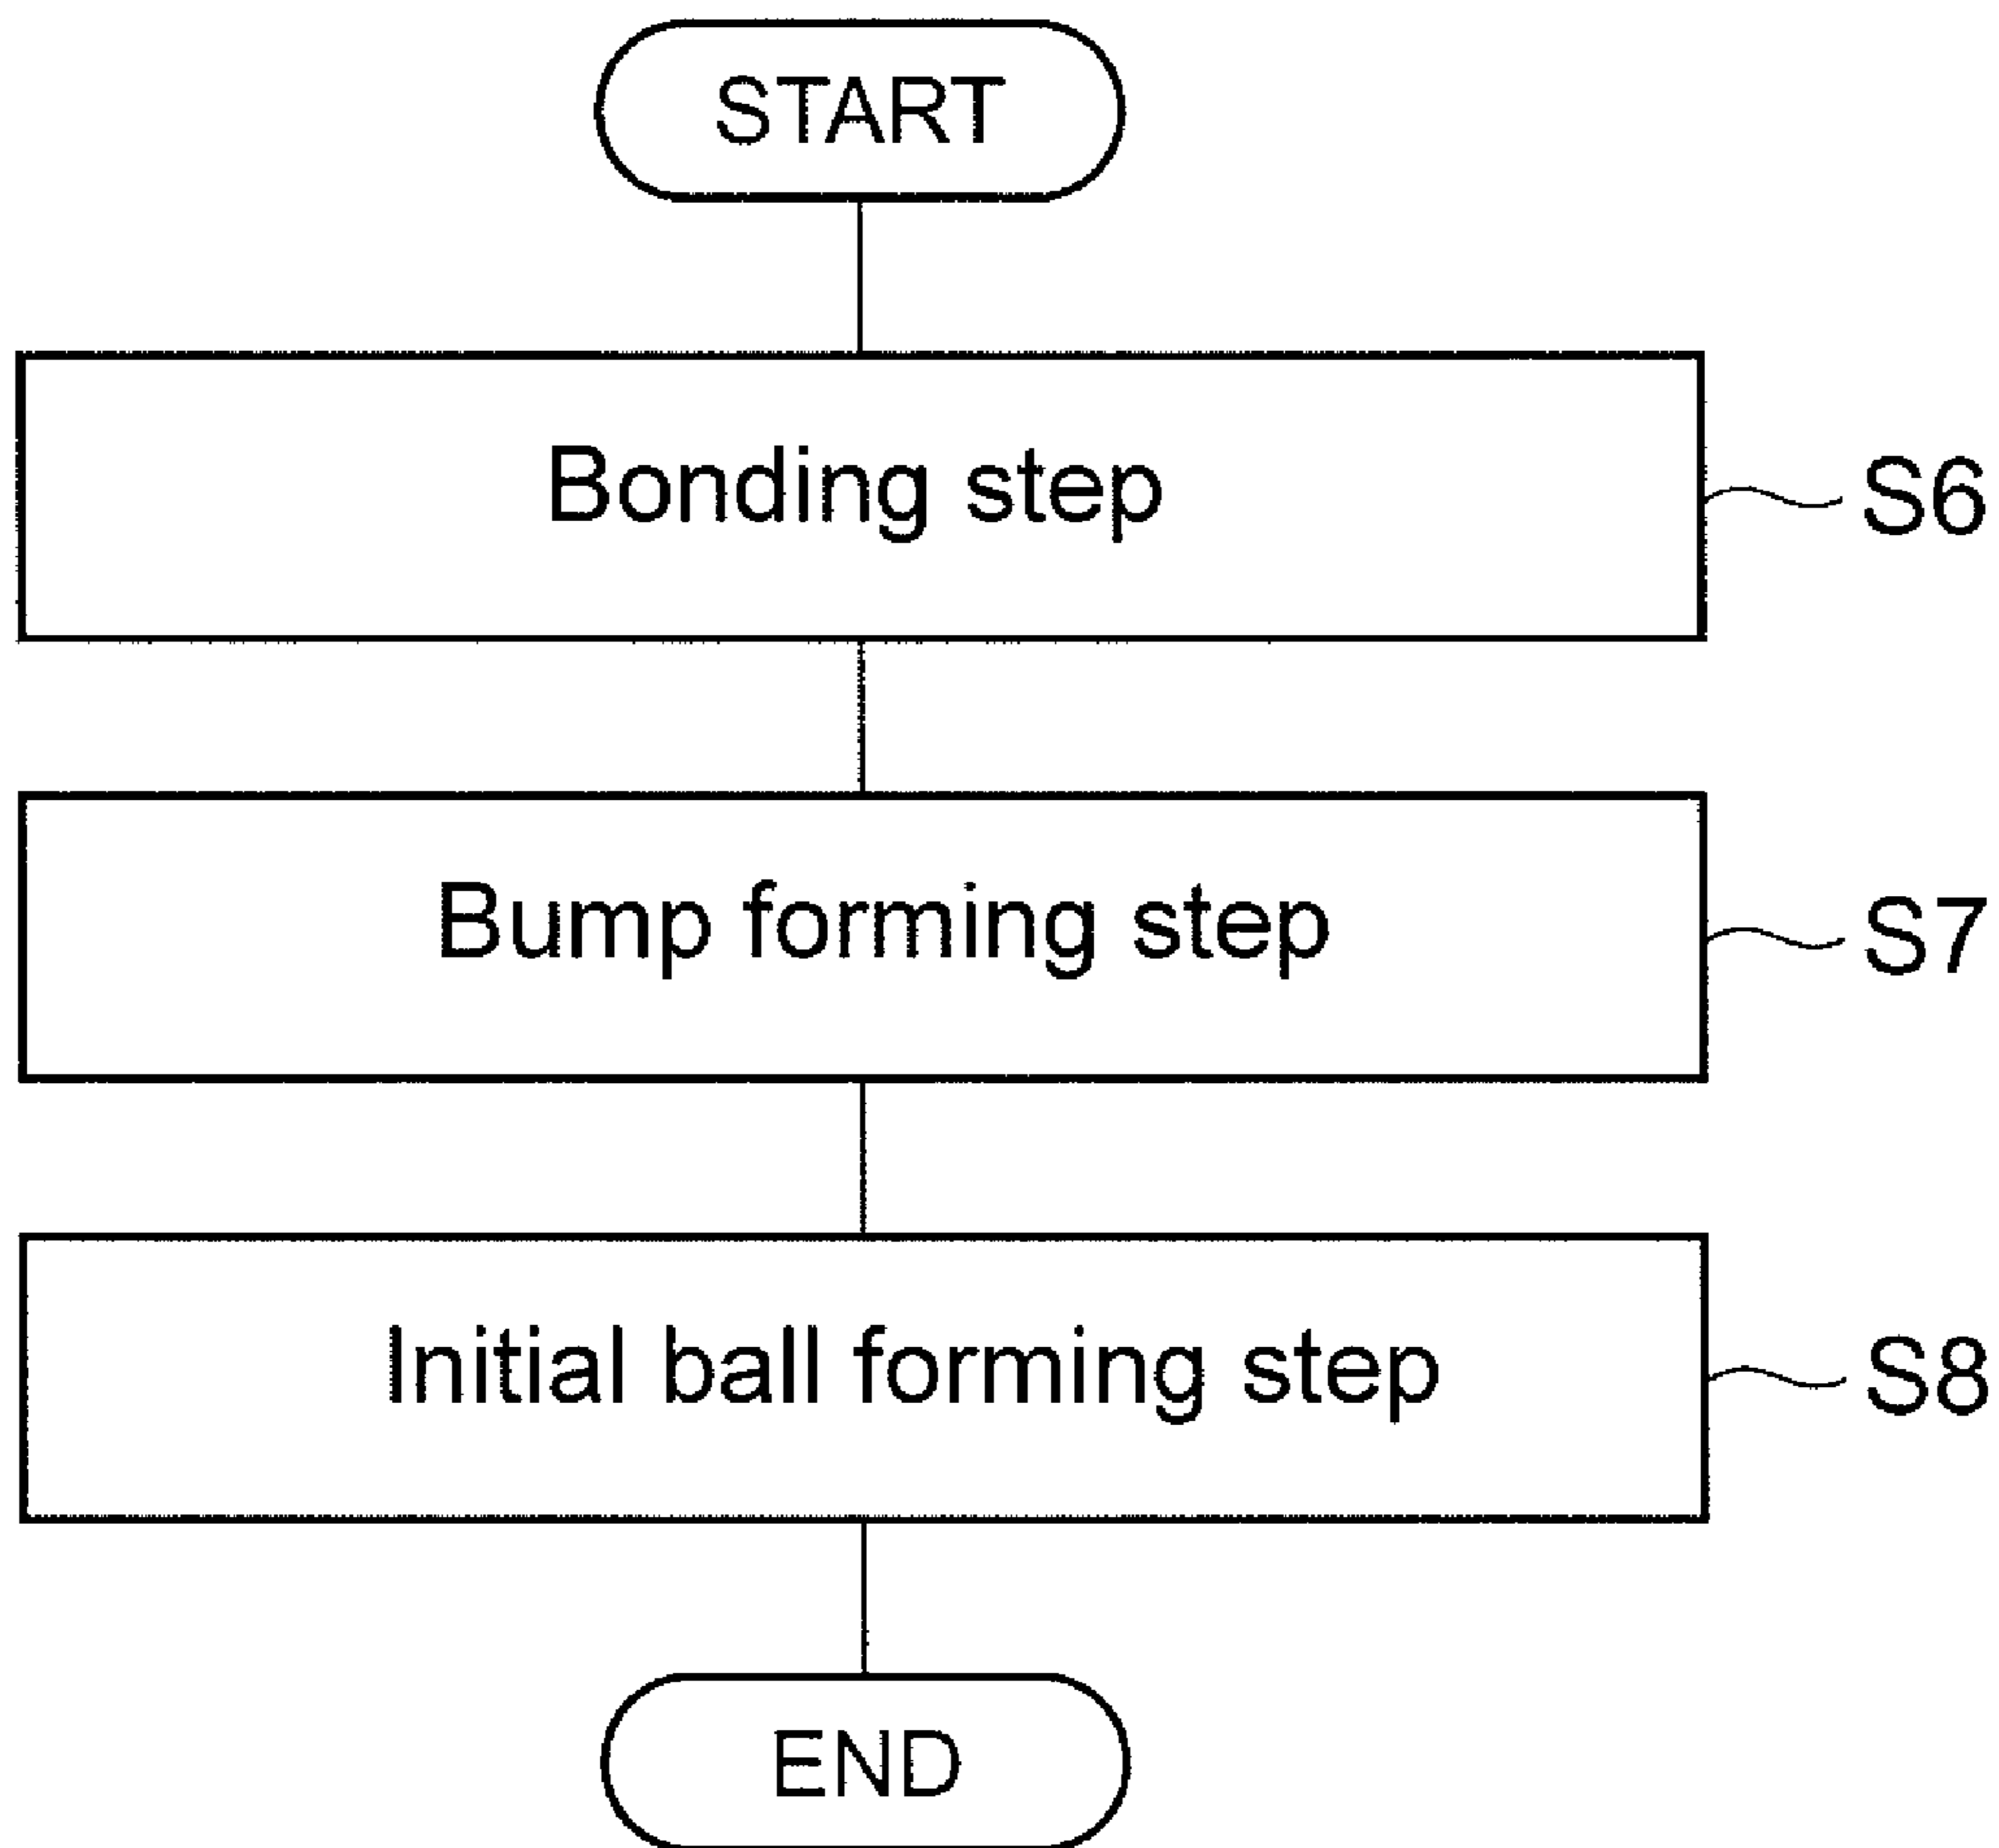 START
Bonding step
S6
Bump forming step
S7
Initial ball forming step
S8
END